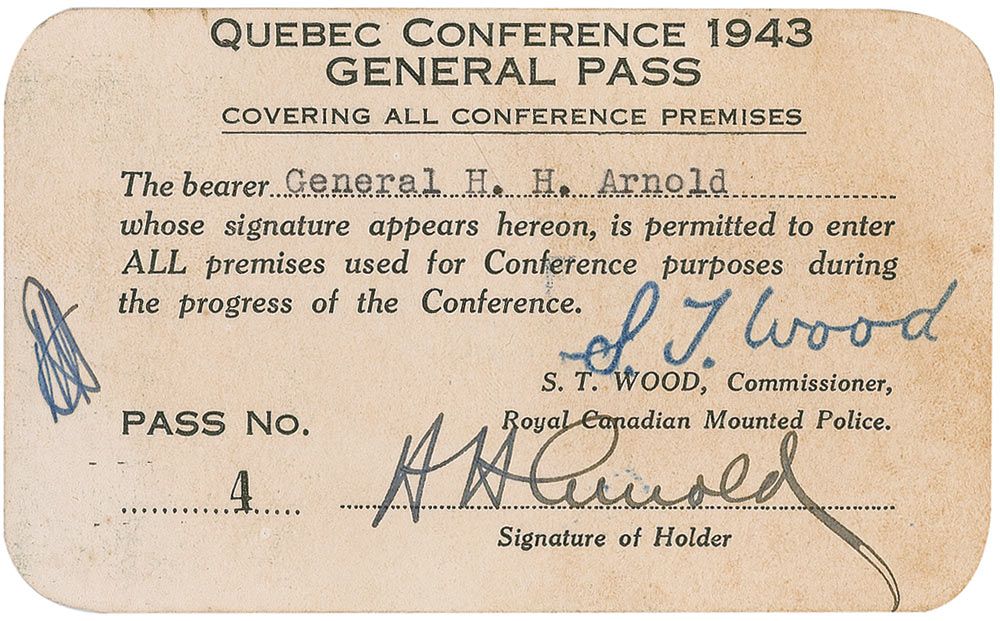 QUEBEC CONFERENCE 1943
GENERAL PASS
COVERING ALL CONFERENCE PREMISES
The bearer General H. H. Arnold
whose signature appears hereon, is permitted to enter
ALL premises used for Conference purposes during
the progress of the Conference.
S. T. Wood
S. T. WOOD, Commissioner,
Royal Canadian Mounted Police.
PASS NO.
4
H H Arnold
Signature of Holder